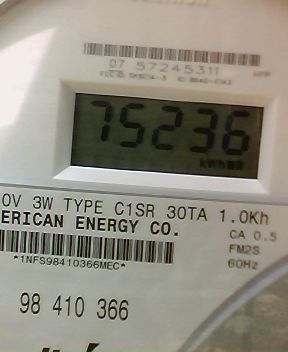 07 57245311
75236
kWh
0V 3W TYPE C1SR 30TA 1.0Kh
ERICAN ENERGY CO.
CA 0.5
FM2S
60Hz
*1NFS98410366MEC*
98 410 366